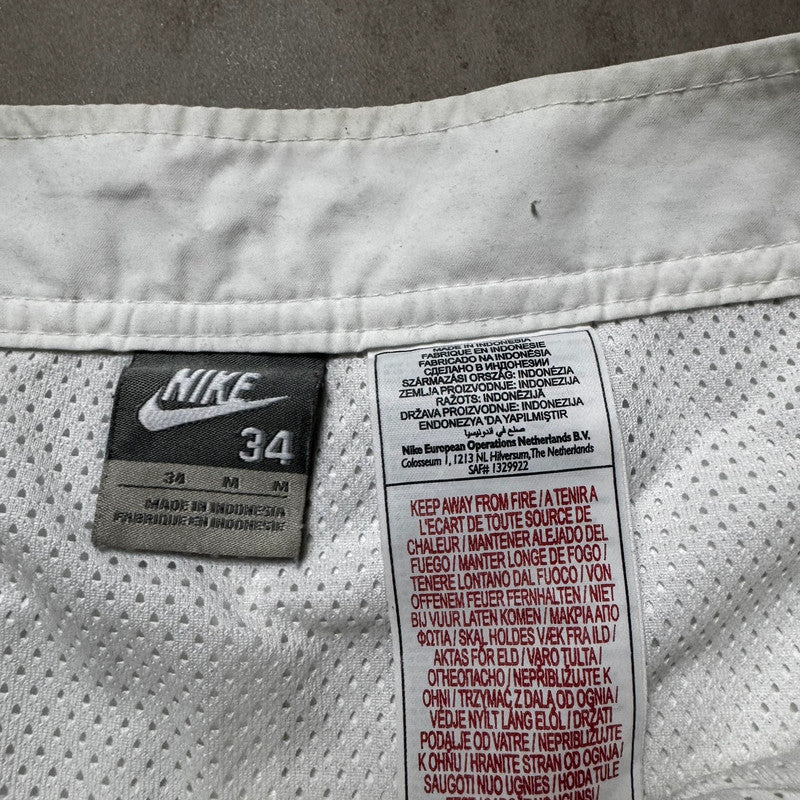 NIKE
34
34 M M
MADE IN INDONESIA
FABRIQUE EN INDONESIE
MADE IN INDONESIA
FABRIQUE EN INDONESIE
FABRICADO NA INDONÉSIA
СДЕЛАНО В ИНДОНЕЗИИ
SZÁRMAZÁSI ORSZÁG: INDONÉZIA
ZEMLJA PROIZVODNJE: INDONEZIJA
RAŽOTS: INDONĒZIJĀ
DRŽAVA PROIZVODNJE: INDONEZIJA
ENDONEZYA 'DA YAPILMIŞTIR
صنع في اندونيسيا
Nike European Operations Netherlands B.V.
Colosseum 1, 1213 NL Hilversum, The Netherlands
SAF# 1329922
KEEP AWAY FROM FIRE / A TENIR A
L'ECART DE TOUTE SOURCE DE
CHALEUR / MANTENER ALEJADO DEL
FUEGO / MANTER LONGE DE FOGO /
TENERE LONTANO DAL FUOCO / VON
OFFENEM FEUER FERNHALTEN / NIET
BIJ VUUR LATEN KOMEN / ΜΑΚΡΙΑ ΑΠΟ
ΦΩΤΙΑ / SKAL HOLDES VÆK FRA ILD /
AKTAS FÖR ELD / VARO TULTA /
ОГНЕОПАСНО / NEPŘIBLIŽUJTE K
OHNI / TRZYMAĆ Z DALA OD OGNIA /
VÉDJE NYÍLT LÁNG ELŐL / DRŽATI
PODALJE OD VATRE / NEPRIBLIŽUJTE
K OHŇU / HRANITE STRAN OD OGNJA /
SAUGOTI NUO UGNIES / HOIDA TULE